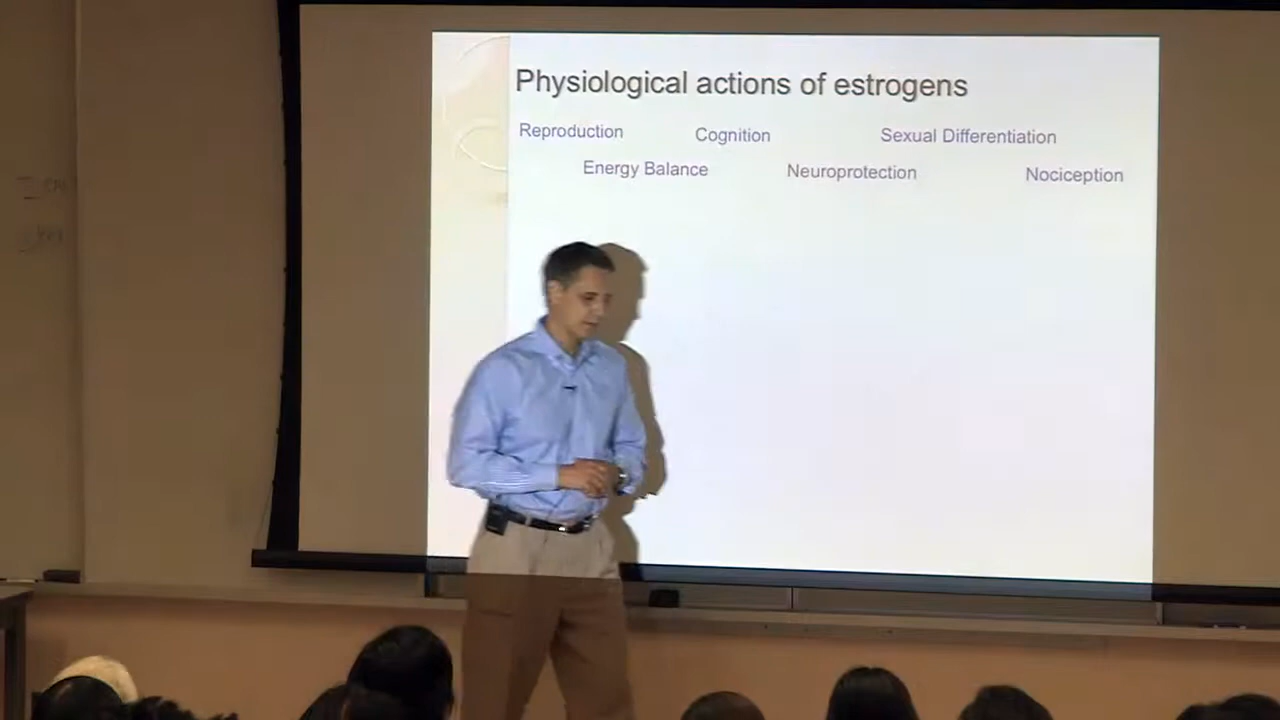 Physiological actions of estrogens
Reproduction Cognition Sexual Differentiation
Energy Balance Neuroprotection Nociception